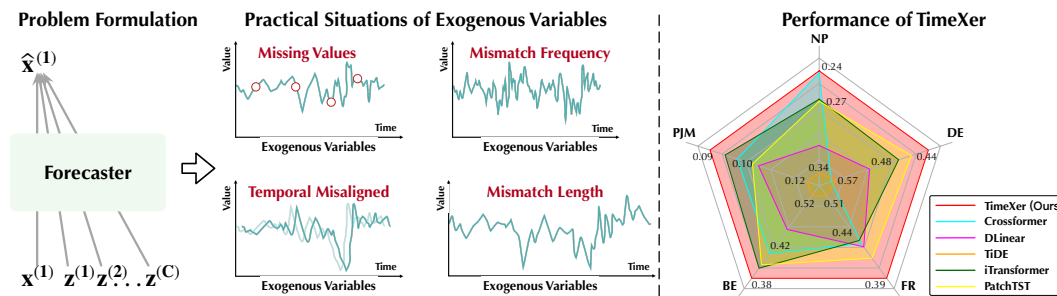 Problem Formulation
x̂(1)
Forecaster
x(1) z(1) z(2) . . . z(C)
Practical Situations of Exogenous Variables
Missing Values
Value
Time
Exogenous Variables
Mismatch Frequency
Value
Time
Exogenous Variables
Temporal Misaligned
Value
Time
Exogenous Variables
Mismatch Length
Value
Time
Exogenous Variables
Performance of TimeXer
NP
0.24
0.27
0.34
PJM
0.09
0.10
0.12
DE
0.44
0.48
0.57
0.52
0.51
0.42
0.44
BE
0.38
0.39
FR
TimeXer (Ours
Crossformer
DLinear
TiDE
iTransformer
PatchTST